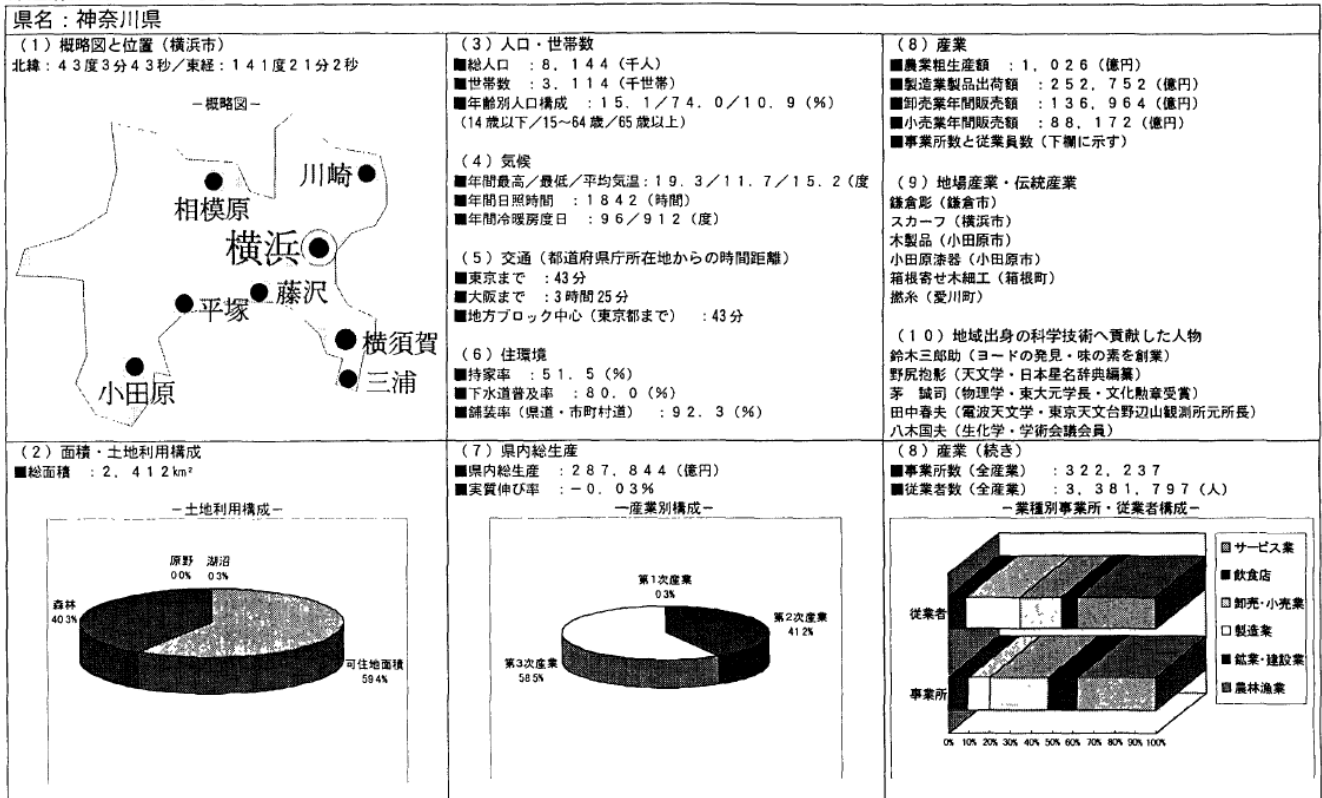 県名：神奈川県
（１）概略図と位置（横浜市）
北緯：４３度３分４３秒／東経：１４１度２１分２秒
－概略図－
川崎
相模原
横浜
藤沢
平塚
横須賀
小田原
三浦
（２）面積・土地利用構成
■総面積 ：２，４１２km²
－土地利用構成－
原野 湖沼
0.0% 0.3%
森林
40.3%
可住地面積
59.4%
（３）人口・世帯数
■総人口 ：８，１４４（千人）
■世帯数 ：３，１１４（千世帯）
■年齢別人口構成 ：１５．１／７４．０／１０．９（％）
（14歳以下／15～64歳／65歳以上）
（４）気候
■年間最高／最低／平均気温：１９．３／１１．７／１５．２（度
■年間日照時間 ：１８４２（時間）
■年間冷暖房度日 ：９６／９１２（度）
（５）交通（都道府県庁所在地からの時間距離）
■東京まで ：43分
■大阪まで ：3時間25分
■地方ブロック中心（東京都まで） ：43分
（６）住環境
■持家率 ：５１．５（％）
■下水道普及率 ：８０．０（％）
■舗装率（県道・市町村道） ：９２．３（％）
（７）県内総生産
■県内総生産 ：２８７，８４４（億円）
■実質伸び率 ：－０．０３％
－産業別構成－
第1次産業
0.3%
第2次産業
41.2%
第3次産業
58.5%
（８）産業
■農業粗生産額 ：１，０２６（億円）
■製造業製品出荷額 ：２５２，７５２（億円）
■卸売業年間販売額 ：１３６，９６４（億円）
■小売業年間販売額 ：８８，１７２（億円）
■事業所数と従業員数（下欄に示す）
（９）地場産業・伝統産業
鎌倉彫（鎌倉市）
スカーフ（横浜市）
木製品（小田原市）
小田原漆器（小田原市）
箱根寄せ木細工（箱根町）
撚糸（愛川町）
（１０）地域出身の科学技術へ貢献した人物
鈴木三郎助（ヨードの発見・味の素を創業）
野尻抱影（天文学・日本星名辞典編纂）
茅 誠司（物理学・東大元学長・文化勲章受賞）
田中春夫（電波天文学・東京天文台野辺山観測所元所長）
八木国夫（生化学・学術会議会員）
（８）産業（続き）
■事業所数（全産業） ：３２２，２３７
■従業者数（全産業） ：３，３８１，７９７（人）
－業種別事業所・従業者構成－
従業者
事業所
0% 10% 20% 30% 40% 50% 60% 70% 80% 90% 100%
サービス業
飲食店
卸売・小売業
製造業
鉱業・建設業
農林漁業